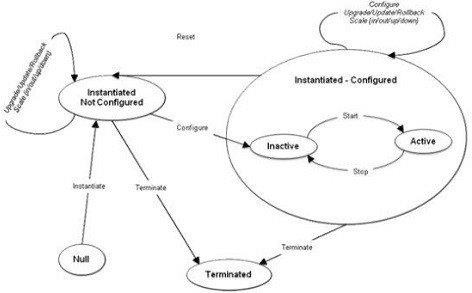 Configure
Upgrade/Update/Rollback
Scale (in/out/up/down)
Reset
Upgrade/Update/Rollback
Scale (in/out/up/down)
Instantiated
Not Configured
Instantiated - Configured
Configure
Start
Inactive
Active
Stop
Instantiate
Terminate
Terminate
Null
Terminated